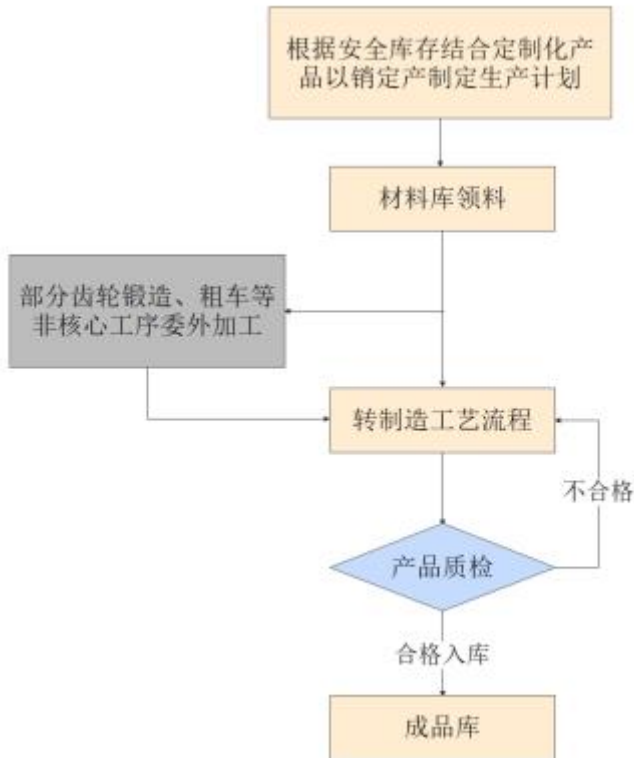 根据安全库存结合定制化产
品以销定产制定生产计划
材料库领料
部分齿轮锻造、粗车等
非核心工序委外加工
转制造工艺流程
不合格
产品质检
合格入库
成品库